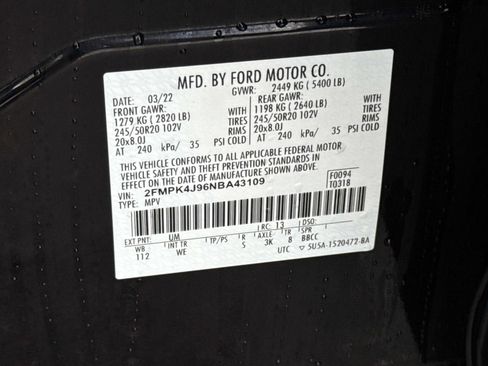 MFD. BY FORD MOTOR CO.
DATE: 03/22 GVWR: 2449 KG ( 5400 LB)
FRONT GAWR: REAR GAWR:
1279 KG ( 2820 LB) WITH 1198 KG ( 2640 LB) WITH
245/50R20 102V TIRES 245/50R20 102V TIRES
20x8.0J RIMS 20x8.0J RIMS
AT 240 kPa/ 35 PSI COLD AT 240 kPa/ 35 PSI COLD
THIS VEHICLE CONFORMS TO ALL APPLICABLE FEDERAL MOTOR
VEHICLE SAFETY AND THEFT PREVENTION STANDARDS IN
EFFECT ON THE DATE OF MANUFACTURE SHOWN ABOVE.
VIN: 2FMPK4J96NBA43109 F0094
TYPE: MPV T0318
EXT PNT: UM RC: 13 DSO:
WB INT TR TP/PS R AXLE TR SPR
112 WE S 3K 8 BBCC
UTC ▽5U5A-1520472-BA